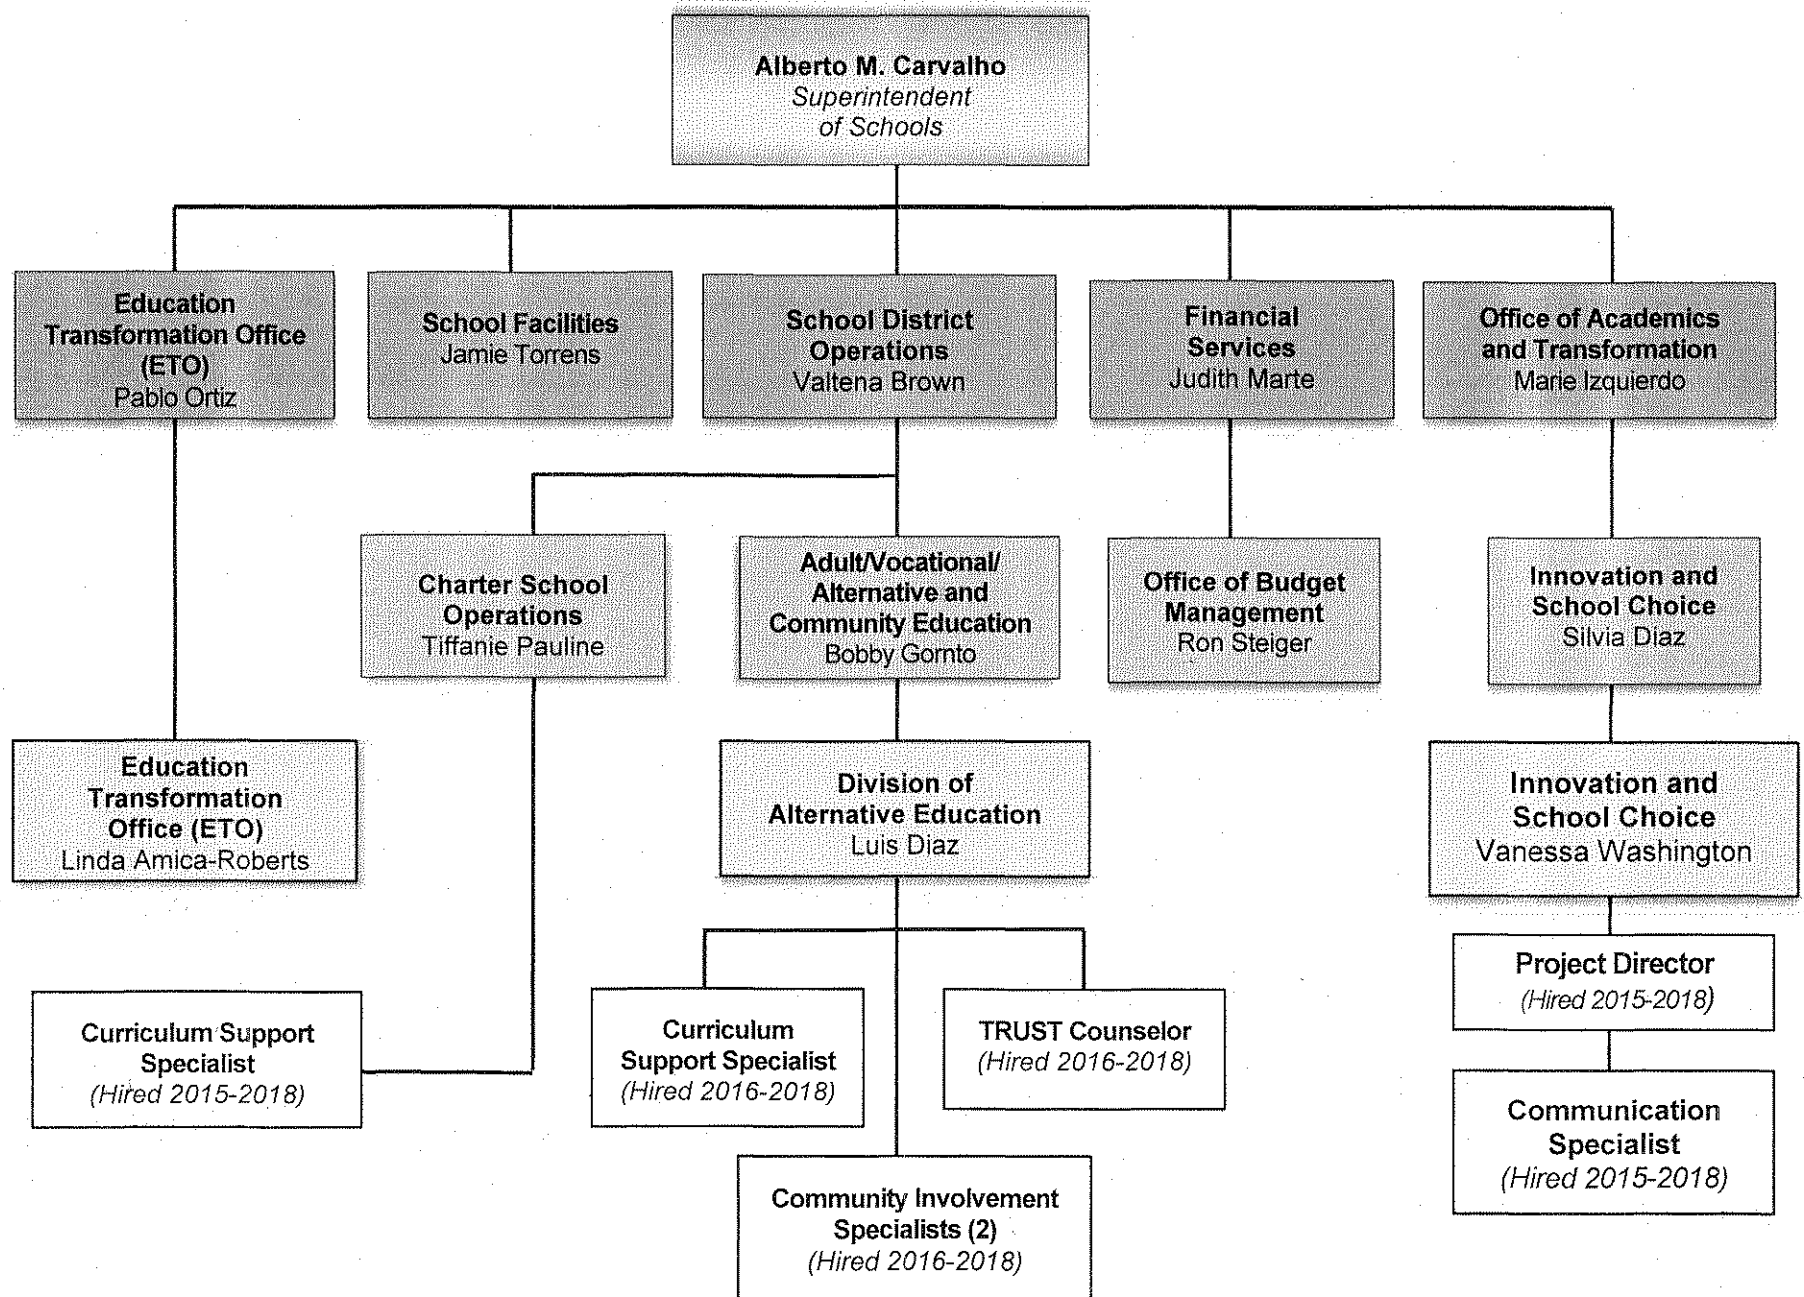 Alberto M. Carvalho
Superintendent
of Schools
Education
Transformation Office
(ETO)
Pablo Ortiz
School Facilities
Jamie Torrens
School District
Operations
Valtena Brown
Financial
Services
Judith Marte
Office of Academics
and Transformation
Marie Izquierdo
Charter School
Operations
Tiffanie Pauline
Adult/Vocational/
Alternative and
Community Education
Bobby Gornto
Office of Budget
Management
Ron Steiger
Innovation and
School Choice
Silvia Diaz
Education
Transformation
Office (ETO)
Linda Amica-Roberts
Division of
Alternative Education
Luis Diaz
Innovation and
School Choice
Vanessa Washington
Curriculum Support
Specialist
(Hired 2015-2018)
Curriculum
Support Specialist
(Hired 2016-2018)
TRUST Counselor
(Hired 2016-2018)
Project Director
(Hired 2015-2018)
Communication
Specialist
(Hired 2015-2018)
Community Involvement
Specialists (2)
(Hired 2016-2018)